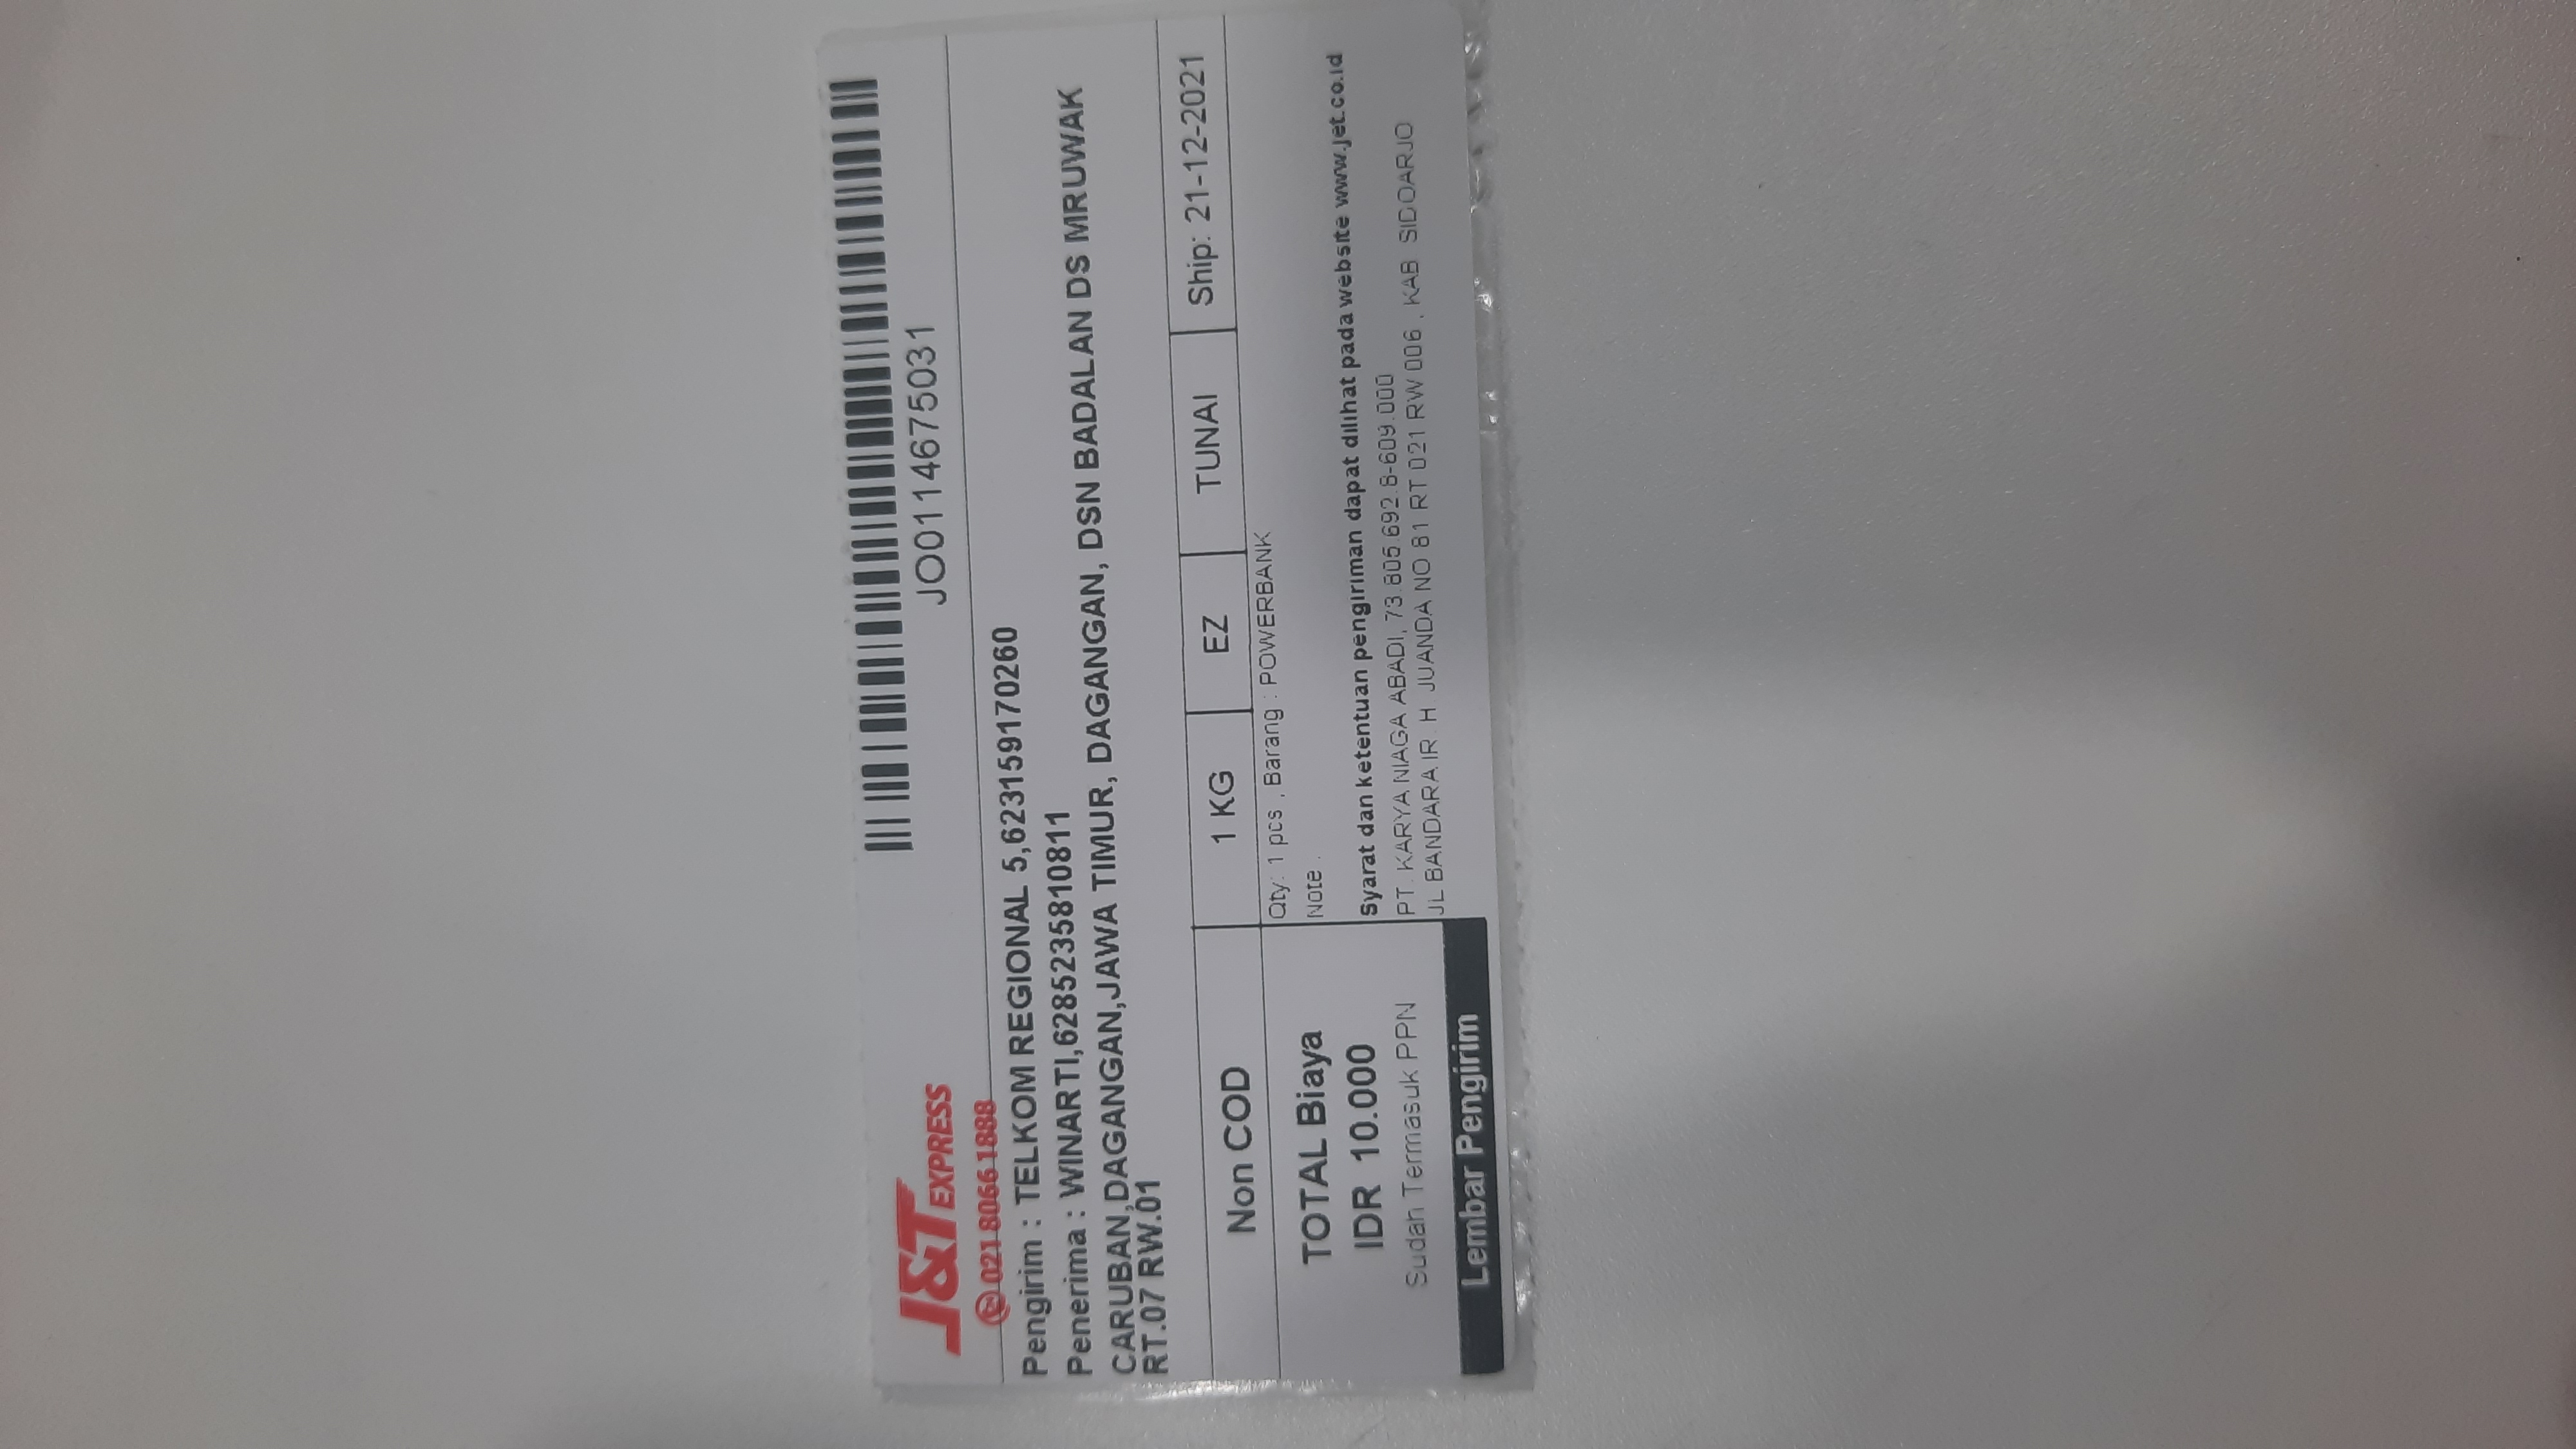 J&T EXPRESS
021 8066 1888
JO0114675031
Pengirim : TELKOM REGIONAL 5,623159170260
Penerima : WINARTI,6285235810811
CARUBAN,DAGANGAN,JAWA TIMUR, DAGANGAN, DSN BADALAN DS MRUWAK
RT.07 RW.01
Non COD
1 KG
EZ
TUNAI
Ship: 21-12-2021
TOTAL Biaya
IDR 10.000
Sudah Termasuk PPN
Lembar Pengirim
Qty: 1 pcs , Barang : POWERBANK
Note :
Syarat dan ketentuan pengiriman dapat dilihat pada website www.jet.co.id
PT. KARYA NIAGA ABADI, 73.805.692.8-609.000
JL BANDARA IR. H. JUANDA NO 81 RT 021 RW 006 , KAB. SIDOARJO